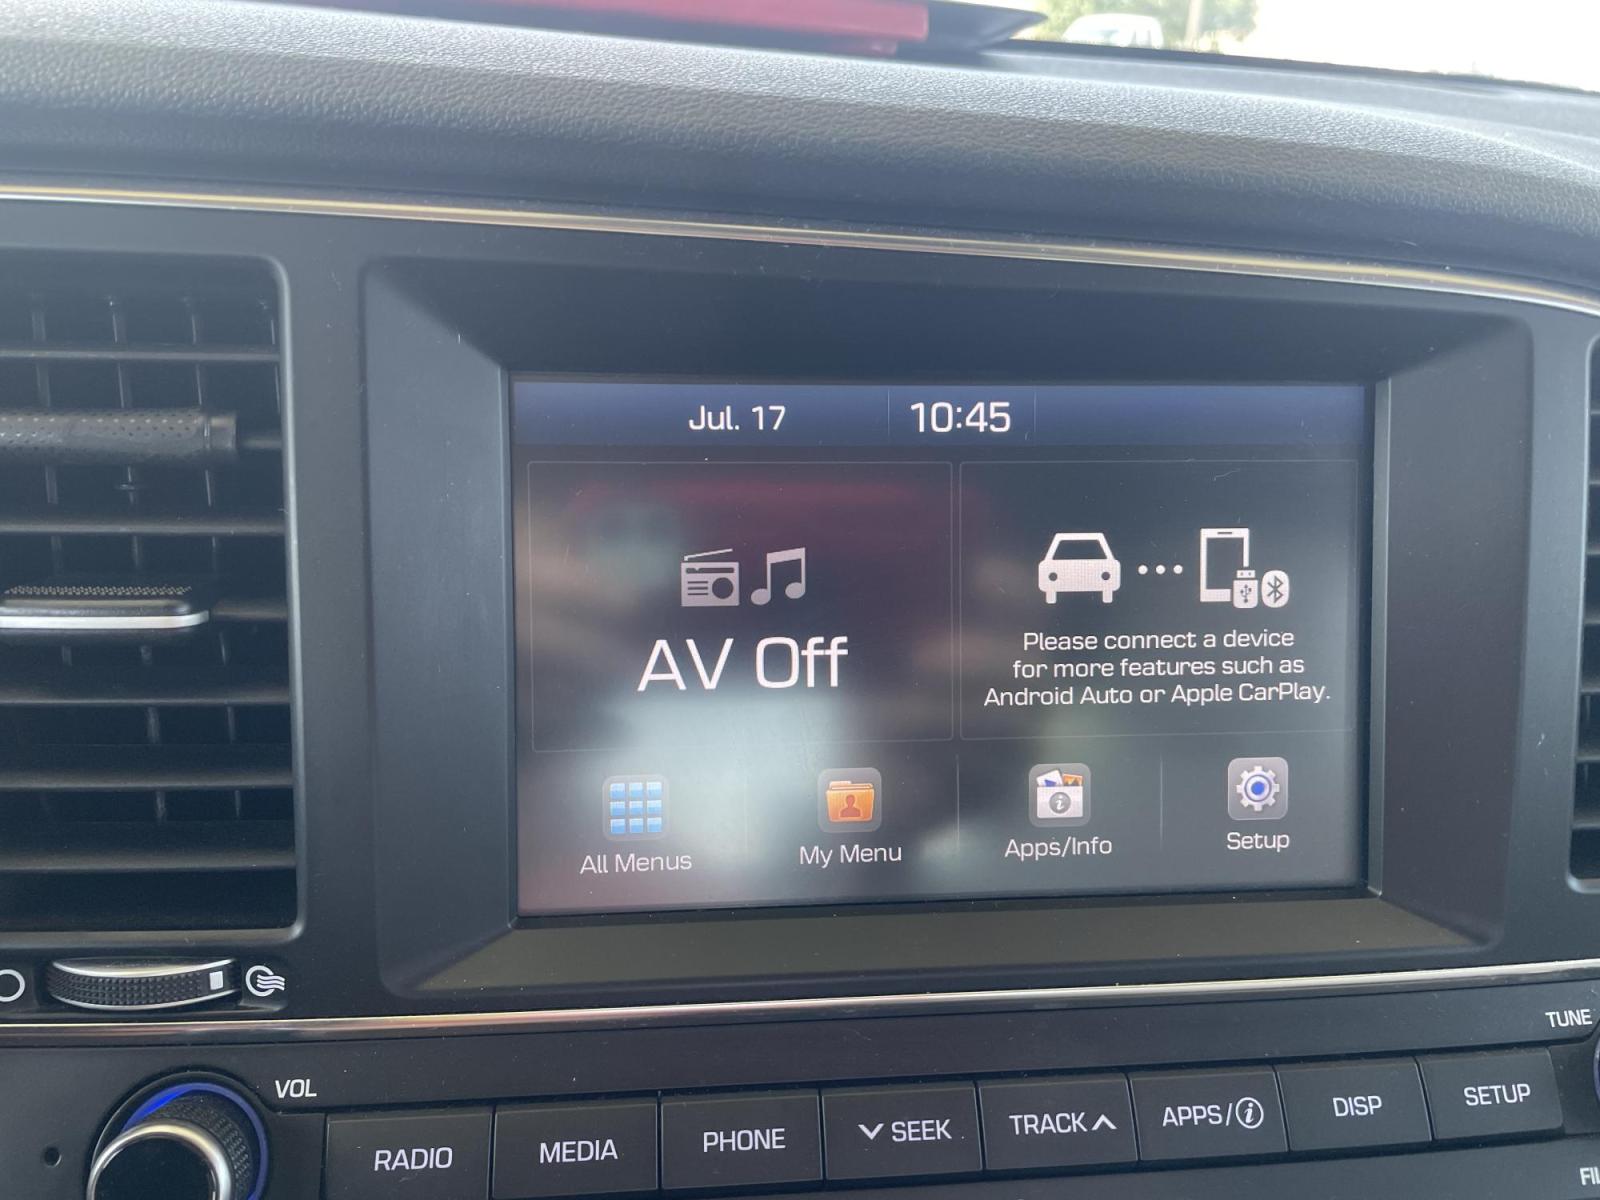 Jul. 17
10:45
AV Off
Please connect a device
for more features such as
Android Auto or Apple CarPlay.
All Menus
My Menu
Apps/Info
Setup
TUNE
VOL
RADIO
MEDIA
PHONE
SEEK
TRACK
APPS/i
DISP
SETUP